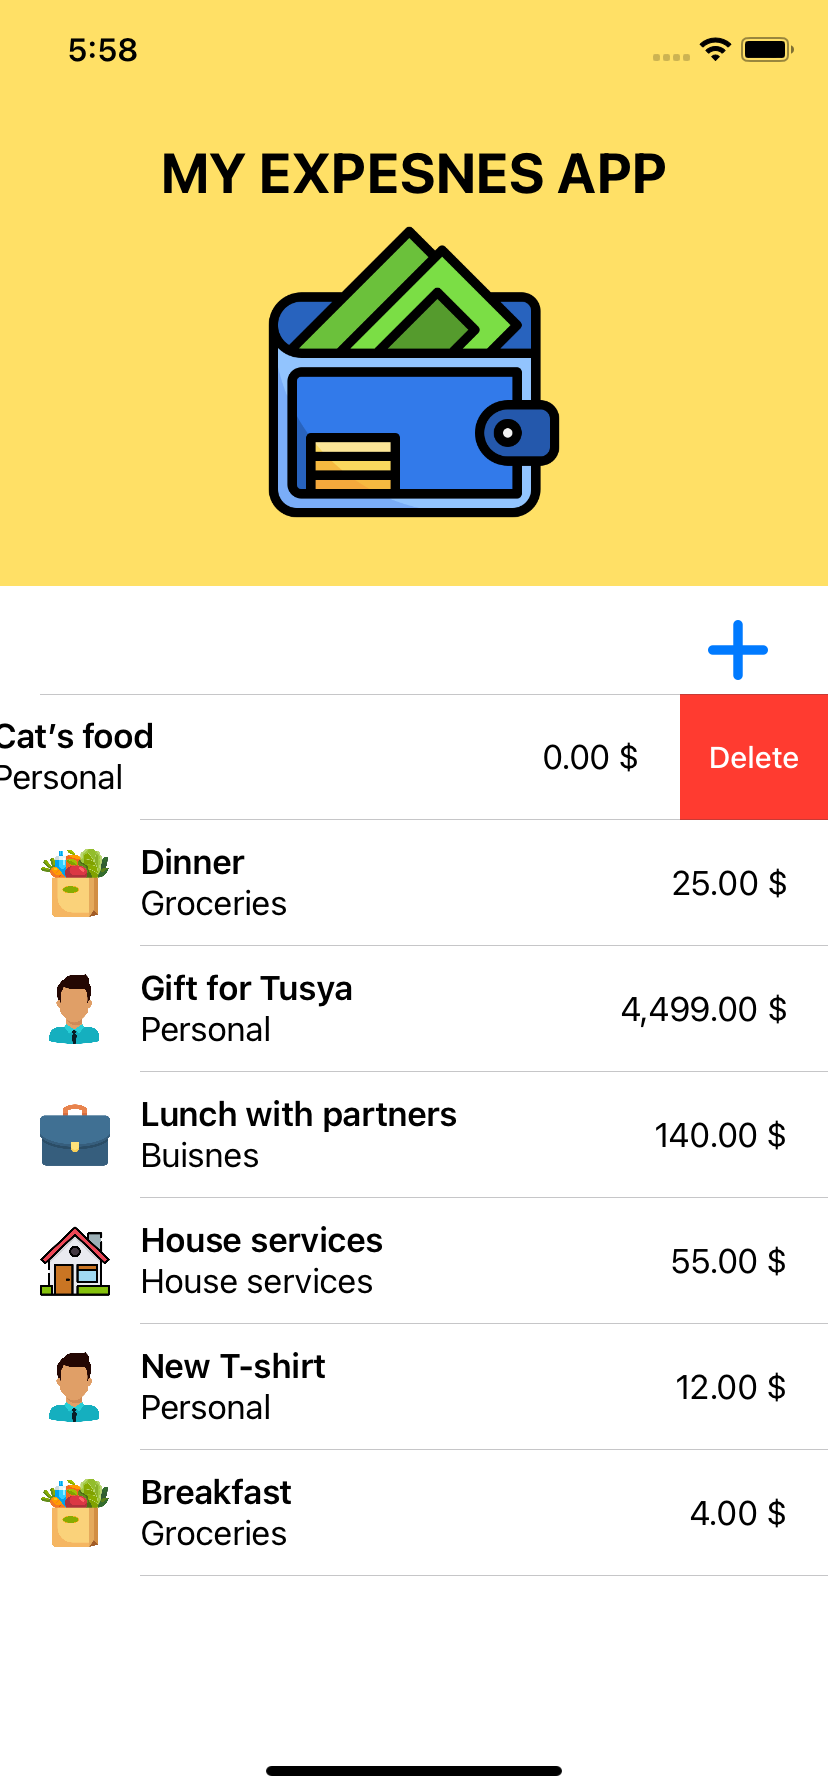 5:58
MY EXPESNES APP
Cat's food
Personal
0.00 $
Delete
Dinner
Groceries
25.00 $
Gift for Tusya
Personal
4,499.00 $
Lunch with partners
Buisnes
140.00 $
House services
House services
55.00 $
New T-shirt
Personal
12.00 $
Breakfast
Groceries
4.00 $